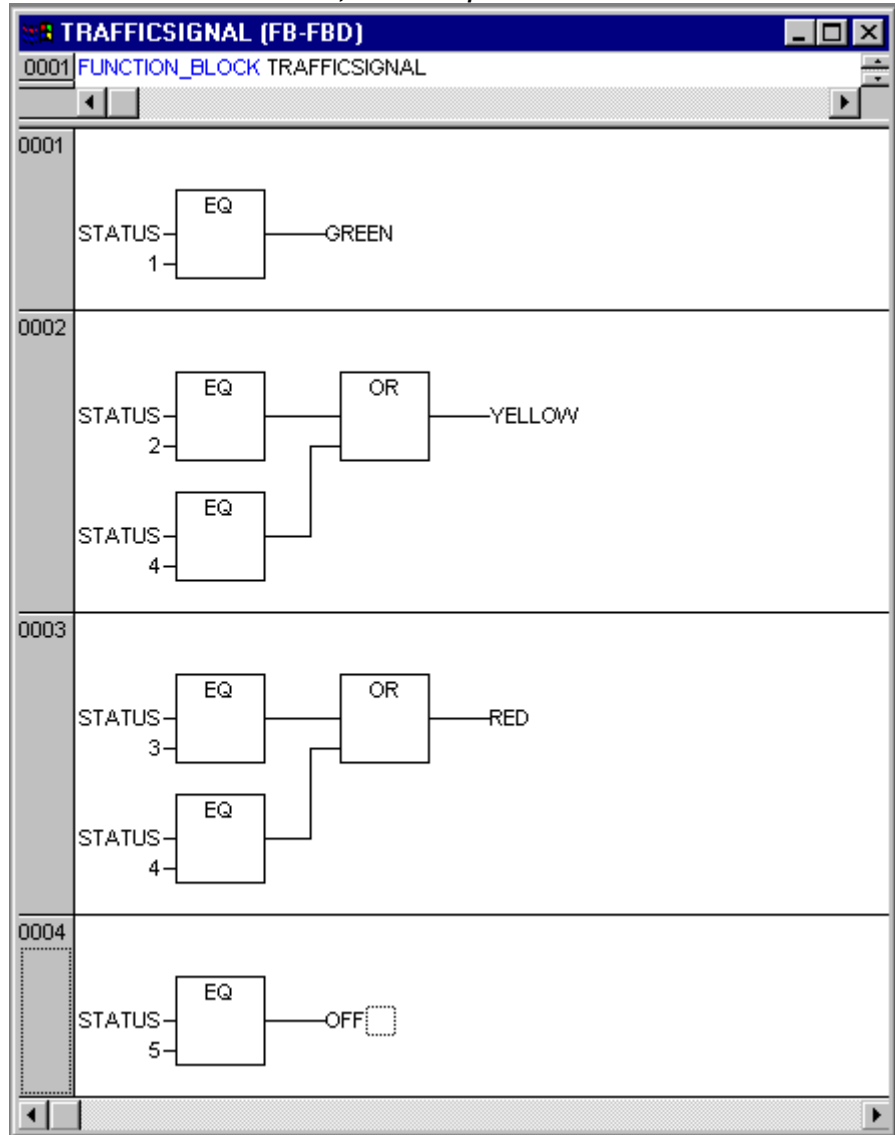 TRAFFICSIGNAL (FB-FBD)
0001 FUNCTION_BLOCK TRAFFICSIGNAL
0001
EQ
STATUS GREEN
1
0002
EQ OR
STATUS YELLOW
2
EQ
STATUS
4
0003
EQ OR
STATUS RED
3
EQ
STATUS
4
0004
EQ
STATUS OFF
5